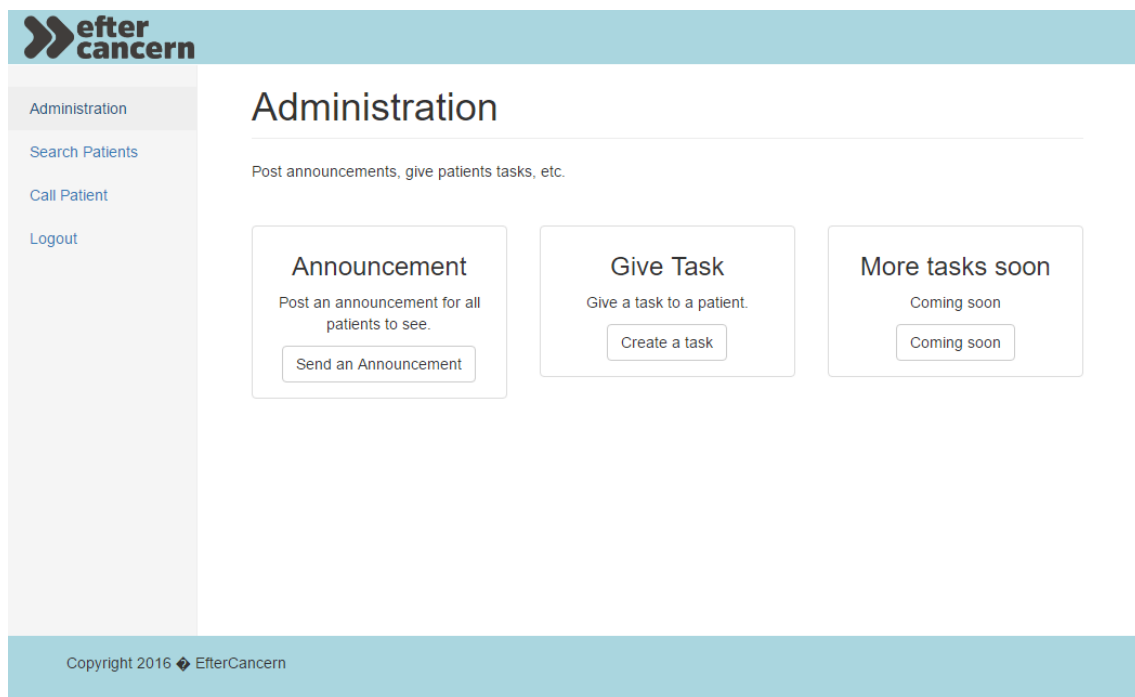 efter
cancern
Administration
Search Patients
Call Patient
Logout
Administration
Post announcements, give patients tasks, etc.
Announcement
Post an announcement for all
patients to see.
Send an Announcement
Give Task
Give a task to a patient.
Create a task
More tasks soon
Coming soon
Coming soon
Copyright 2016 � EfterCancern